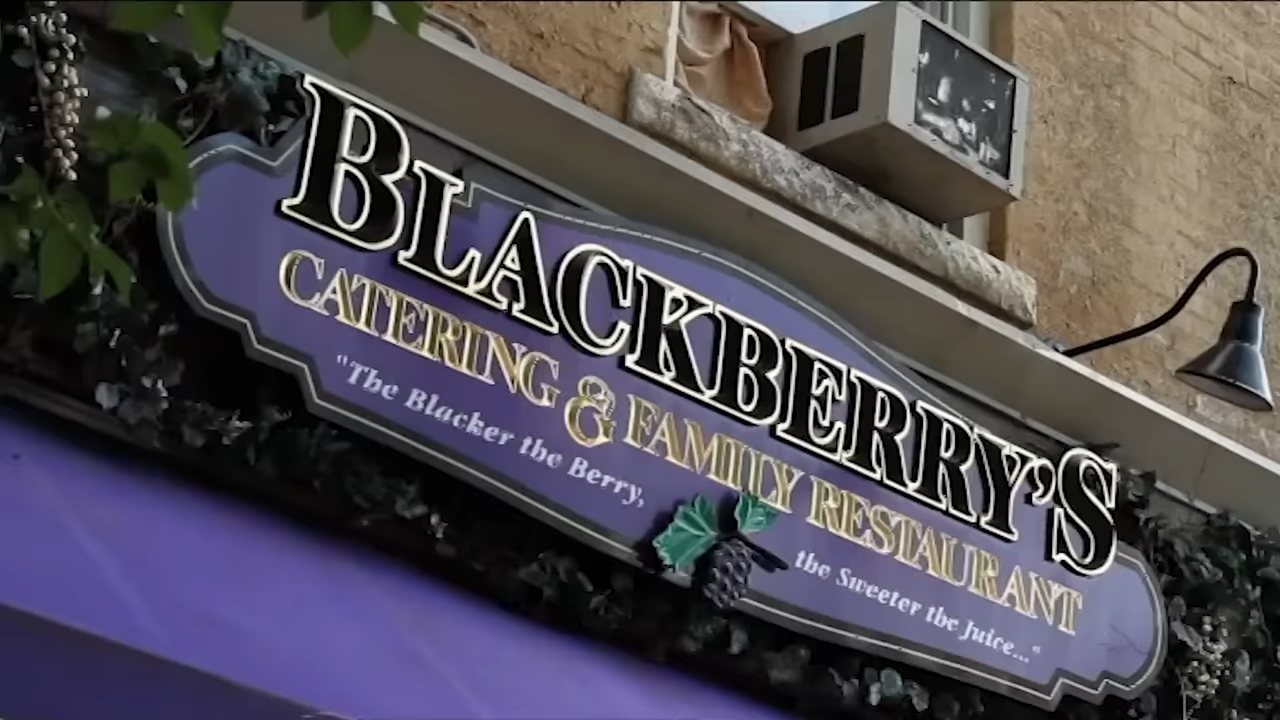 BLACKBERRY'S
CATERING & FAMILY RESTAURANT
"The Blacker the Berry,
the Sweeter the Juice..."